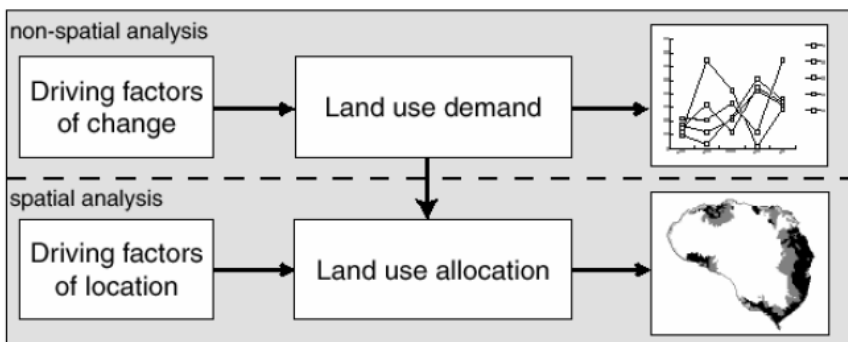 non-spatial analysis
Driving factors
of change
Land use demand
spatial analysis
Driving factors
of location
Land use allocation